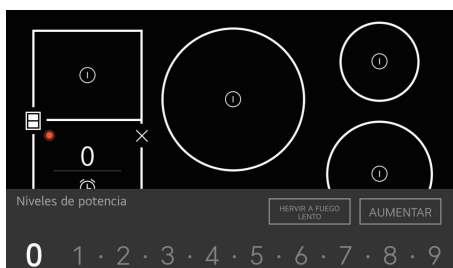 0
Niveles de potencia
HERVIR A FUEGO
LENTO
AUMENTAR
0 1 · 2 · 3 · 4 · 5 · 6 · 7 · 8 · 9